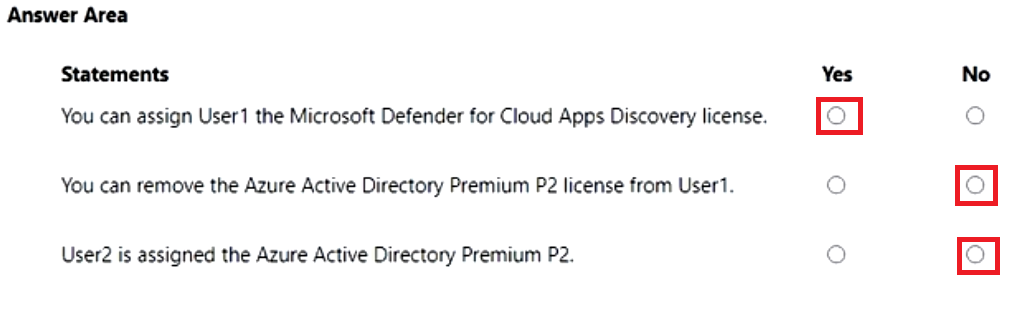 Answer Area
Statements Yes No
You can assign User1 the Microsoft Defender for Cloud Apps Discovery license.
You can remove the Azure Active Directory Premium P2 license from User1.
User2 is assigned the Azure Active Directory Premium P2.